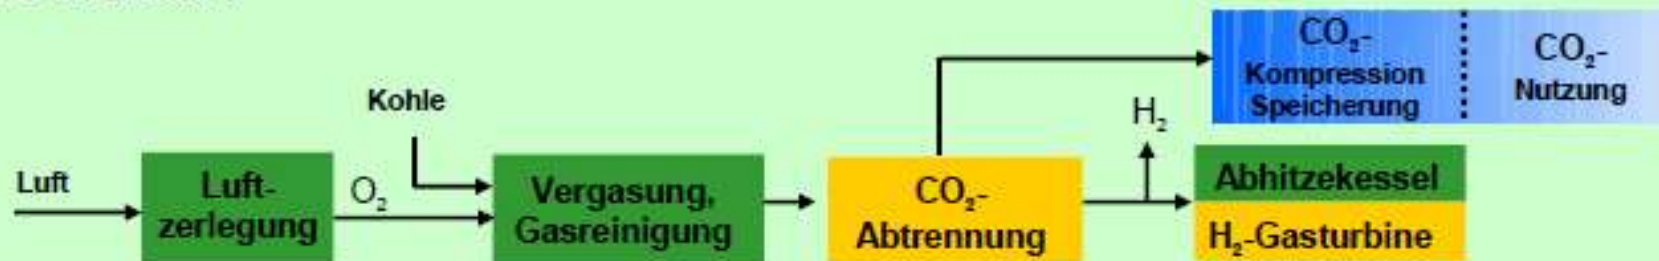 Luft
Luft-
zerlegung
O₂
Kohle
Vergasung,
Gasreinigung
CO₂-
Abtrennung
H₂
CO₂-
Kompression
Speicherung
CO₂-
Nutzung
Abhitzekessel
H₂-Gasturbine